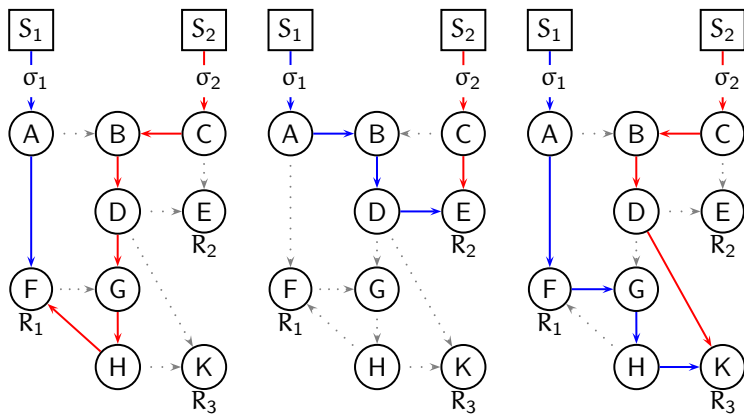 S₁ S₂ S₁ S₂ S₁ S₂
σ₁ σ₂ σ₁ σ₂ σ₁ σ₂
A B C A B C A B C
D E D E D E
R₂ R₂ R₂
F G F G F G
R₁ R₁ R₁
H K H K H K
R₃ R₃ R₃